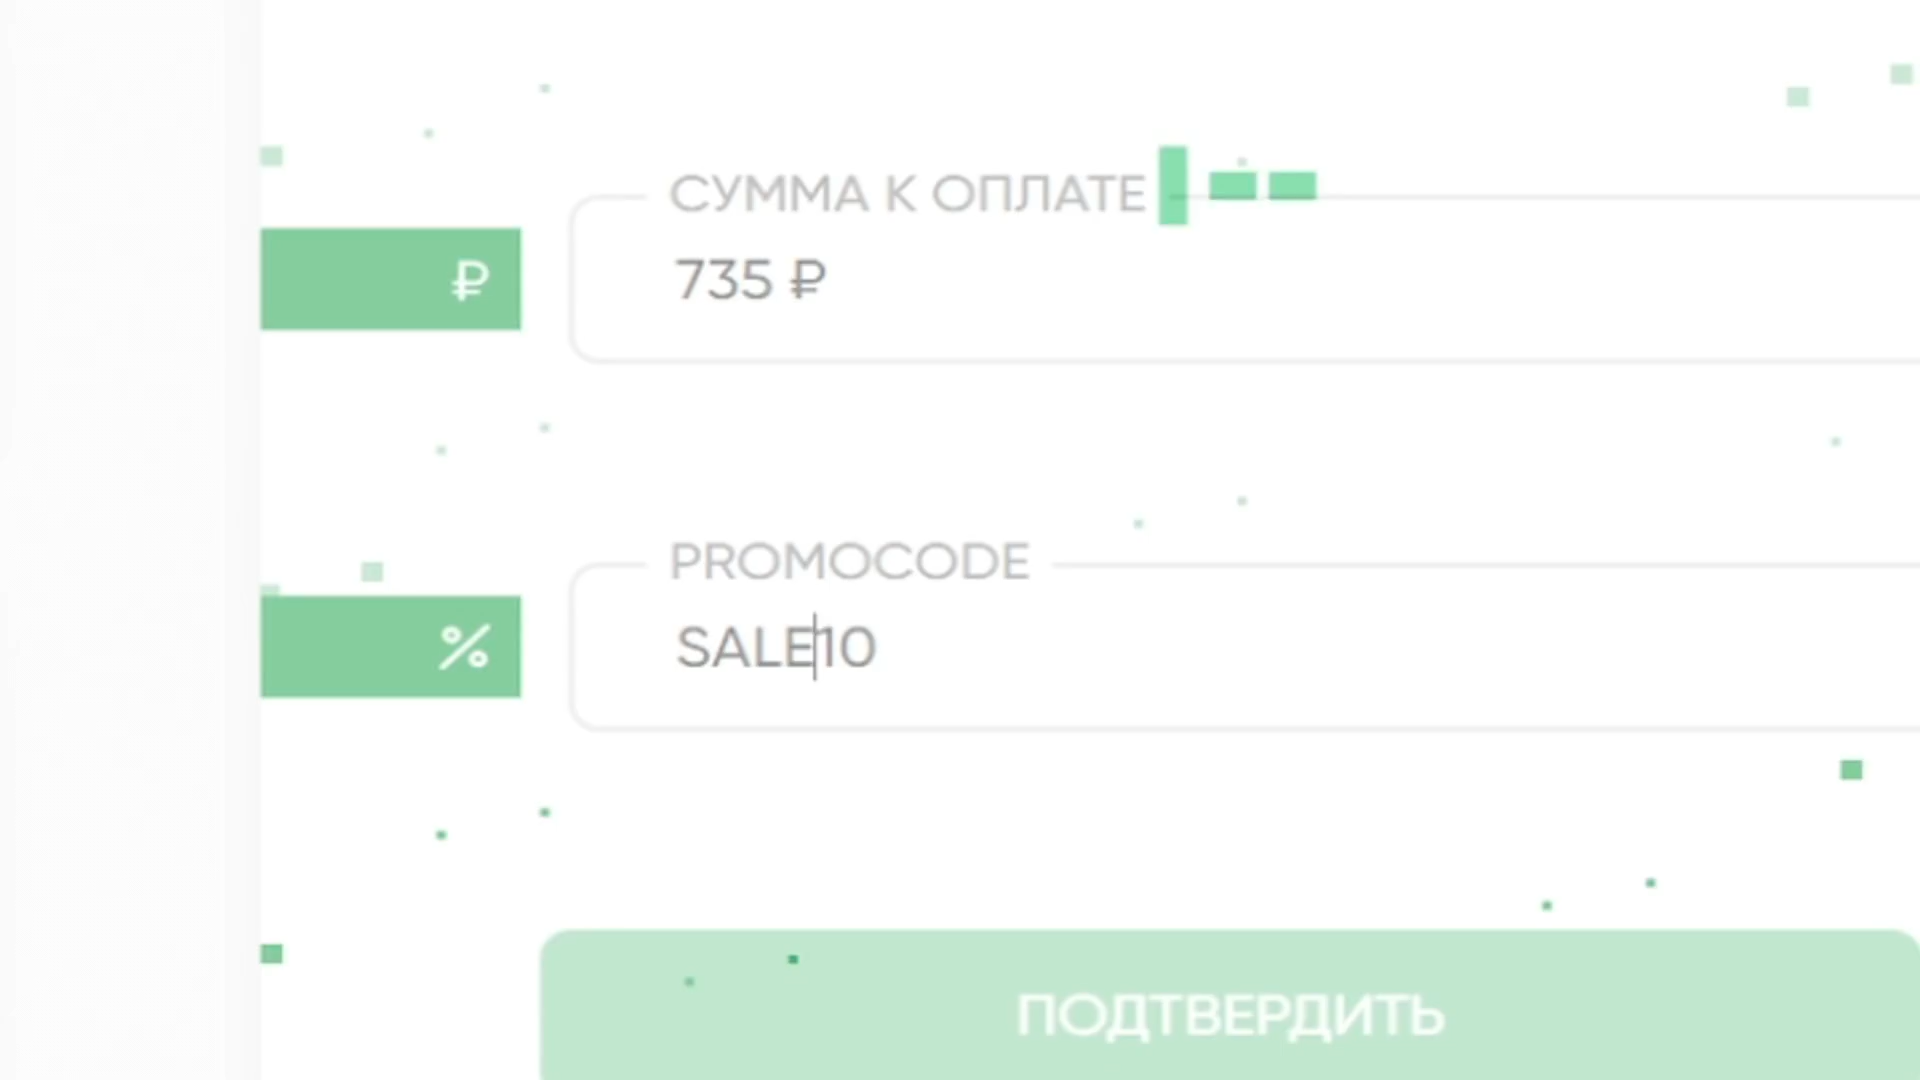 СУММА К ОПЛАТЕ
₽
735 ₽
PROMOCODE
%
SALE10
ПОДТВЕРДИТЬ